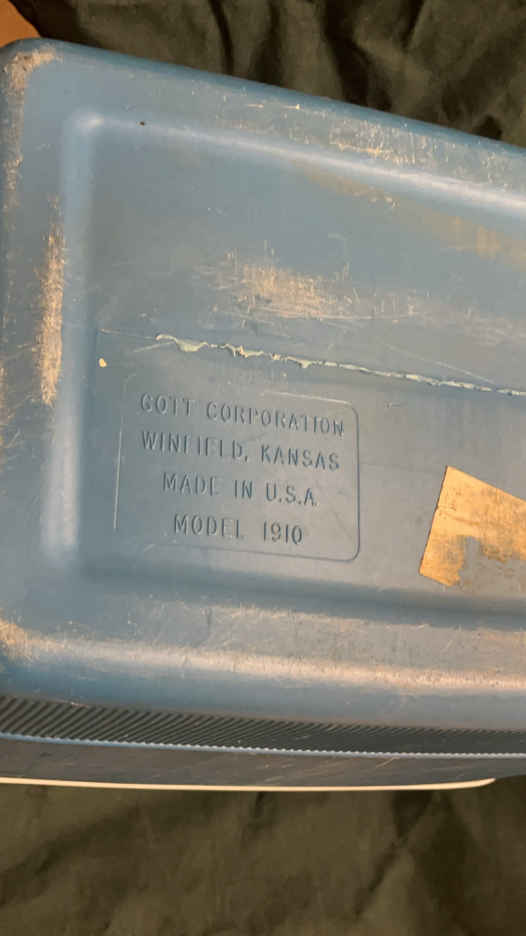 GOTT CORPORATION
WINFIELD, KANSAS
MADE IN U.S.A.
MODEL 1910